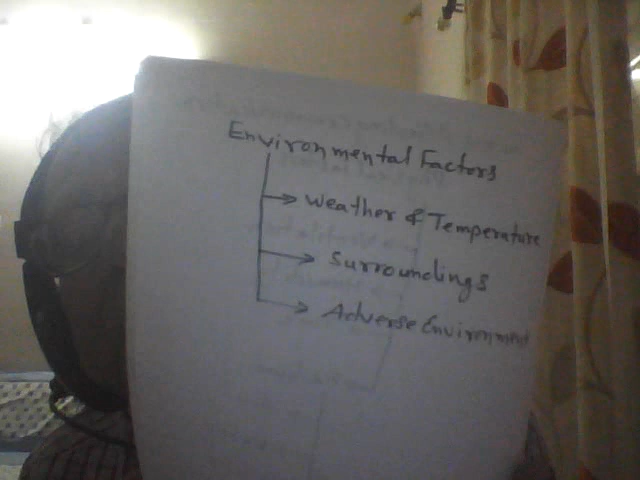 Environmental Factors
Weather & Temperature
Surroundings
Adverse Environment